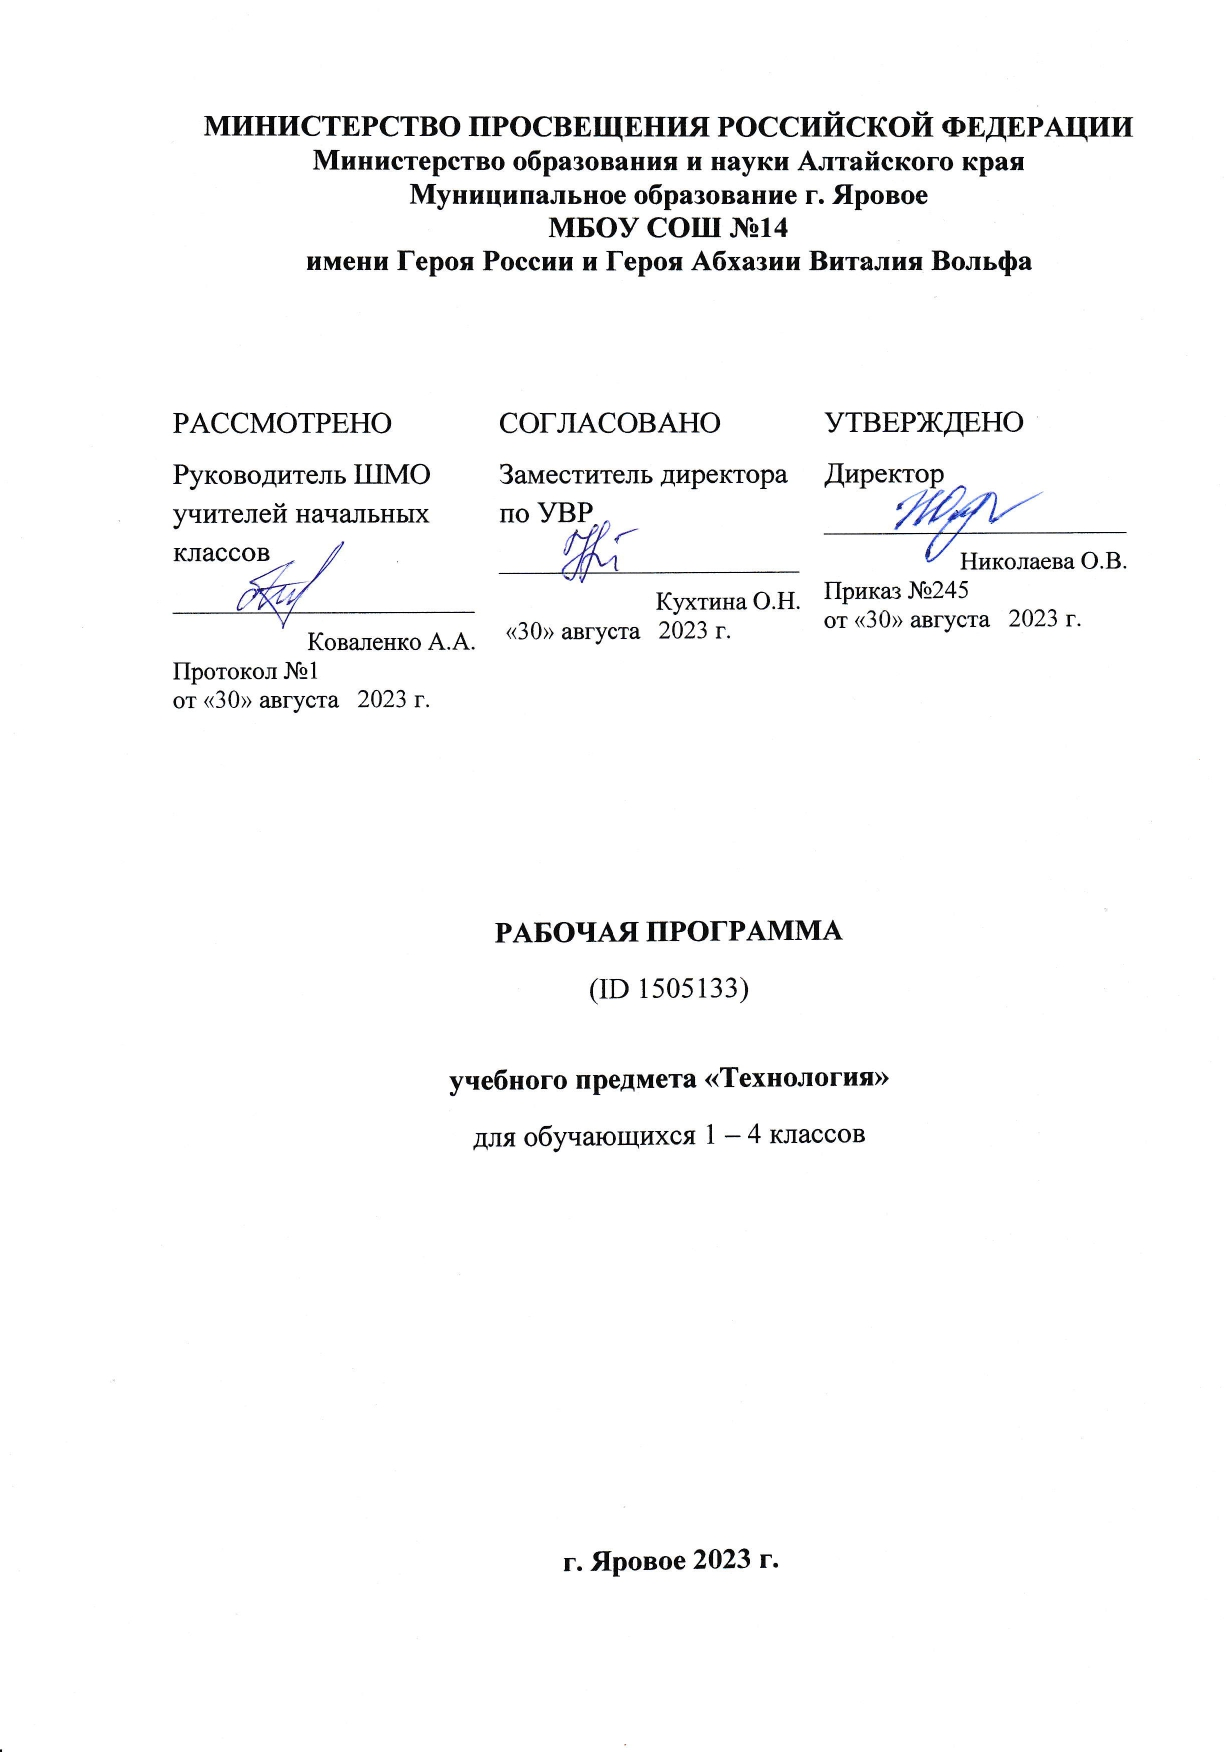 МИНИСТЕРСТВО ПРОСВЕЩЕНИЯ РОССИЙСКОЙ ФЕДЕРАЦИИ
Министерство образования и науки Алтайского края
Муниципальное образование г. Яровое
МБОУ СОШ №14
имени Героя России и Героя Абхазии Виталия Вольфа
РАССМОТРЕНО
Руководитель ШМО
учителей начальных
классов
Коваленко А.А.
Протокол №1
от «30» августа 2023 г.
СОГЛАСОВАНО
Заместитель директора
по УВР
Кухтина О.Н.
«30» августа 2023 г.
УТВЕРЖДЕНО
Директор
Николаева О.В.
Приказ №245
от «30» августа 2023 г.
РАБОЧАЯ ПРОГРАММА
(ID 1505133)
учебного предмета «Технология»
для обучающихся 1 – 4 классов
г. Яровое 2023 г.